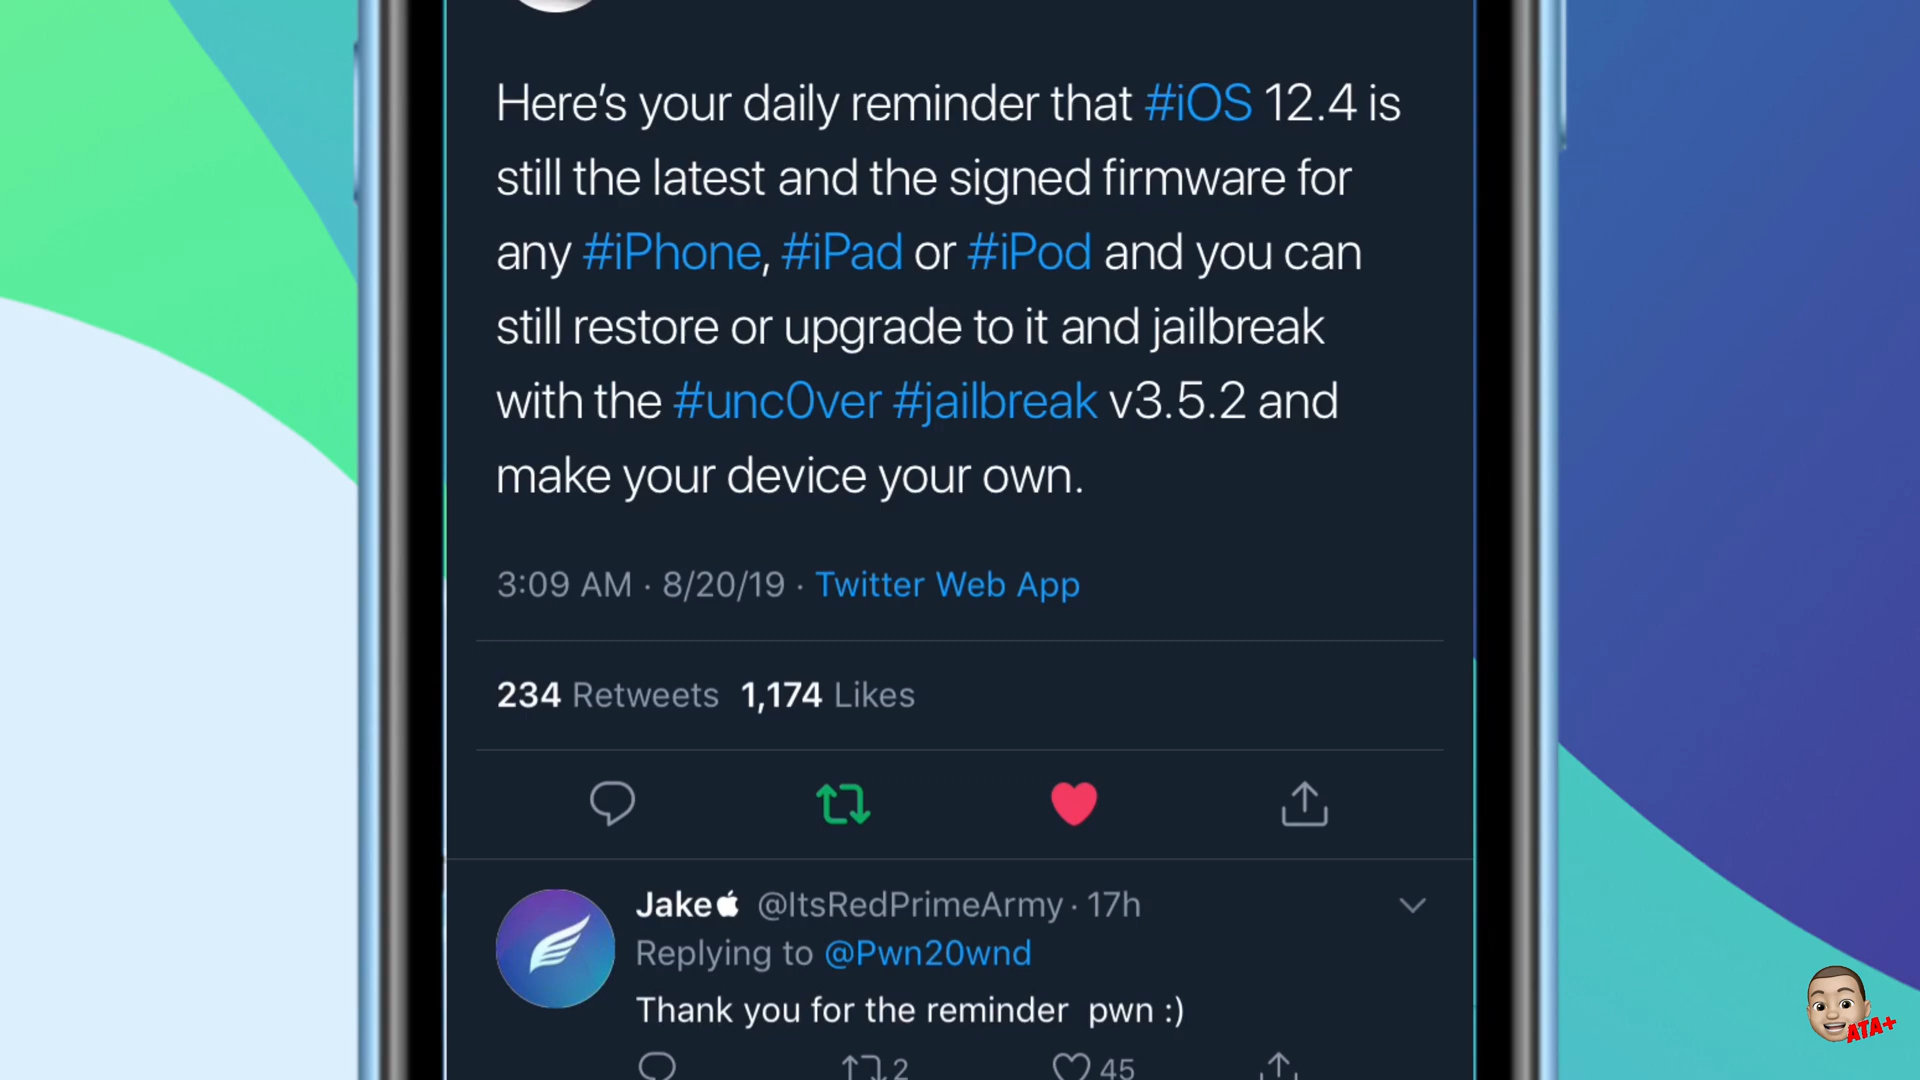 Here's your daily reminder that #iOS 12.4 is
still the latest and the signed firmware for
any #iPhone, #iPad or #iPod and you can
still restore or upgrade to it and jailbreak
with the #unc0ver #jailbreak v3.5.2 and
make your device your own.
3:09 AM · 8/20/19 · Twitter Web App
234 Retweets 1,174 Likes
Jake @ItsRedPrimeArmy · 17h
Replying to @Pwn20wnd
Thank you for the reminder pwn :)
2 45
ATA+